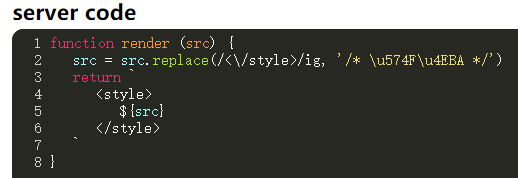 server code
1 function render (src) {
2   src = src.replace(/<\/style>/ig, '/* \u574F\u4EBA */')
3   return `
4     <style>
5       ${src}
6     </style>
7   `
8 }